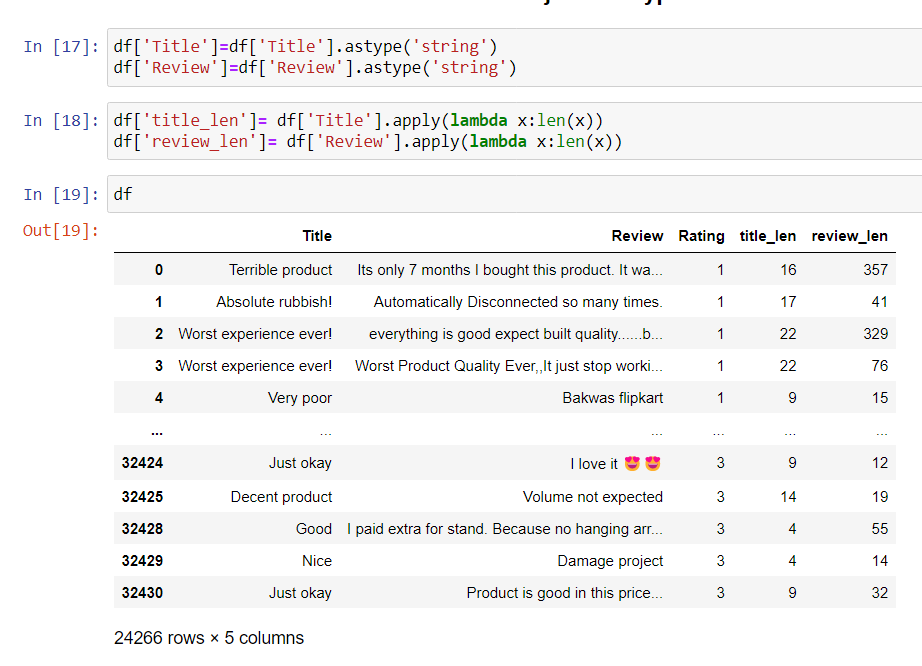 In [17]: df['Title']=df['Title'].astype('string')
df['Review']=df['Review'].astype('string')
In [18]: df['title_len']= df['Title'].apply(lambda x:len(x))
df['review_len']= df['Review'].apply(lambda x:len(x))
In [19]: df
Out[19]:
Title Review Rating title_len review_len
0 Terrible product Its only 7 months I bought this product. It wa... 1 16 357
1 Absolute rubbish! Automatically Disconnected so many times. 1 17 41
2 Worst experience ever! everything is good expect built quality......b... 1 22 329
3 Worst experience ever! Worst Product Quality Ever,,It just stop worki... 1 22 76
4 Very poor Bakwas flipkart 1 9 15
... ... ... ... ... ...
32424 Just okay I love it 😍 😍 3 9 12
32425 Decent product Volume not expected 3 14 19
32428 Good I paid extra for stand. Because no hanging arr... 3 4 55
32429 Nice Damage project 3 4 14
32430 Just okay Product is good in this price... 3 9 32
24266 rows × 5 columns